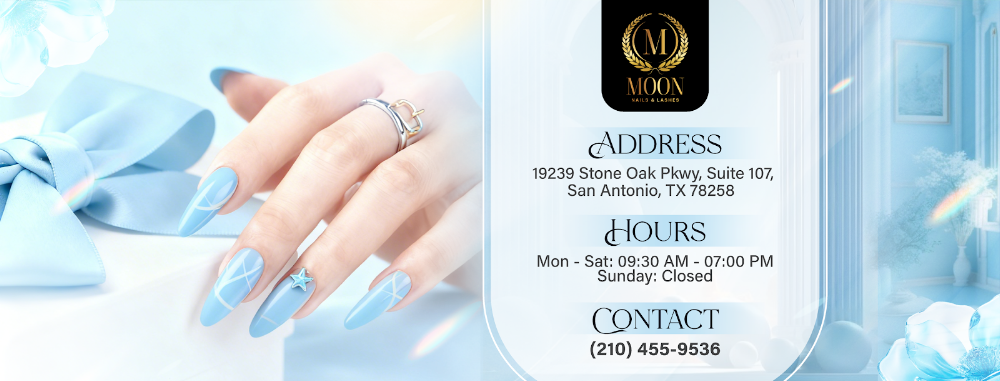 M
MOON
NAILS & LASHES
ADDRESS
19239 Stone Oak Pkwy, Suite 107,
San Antonio, TX 78258
HOURS
Mon - Sat: 09:30 AM - 07:00 PM
Sunday: Closed
CONTACT
(210) 455-9536